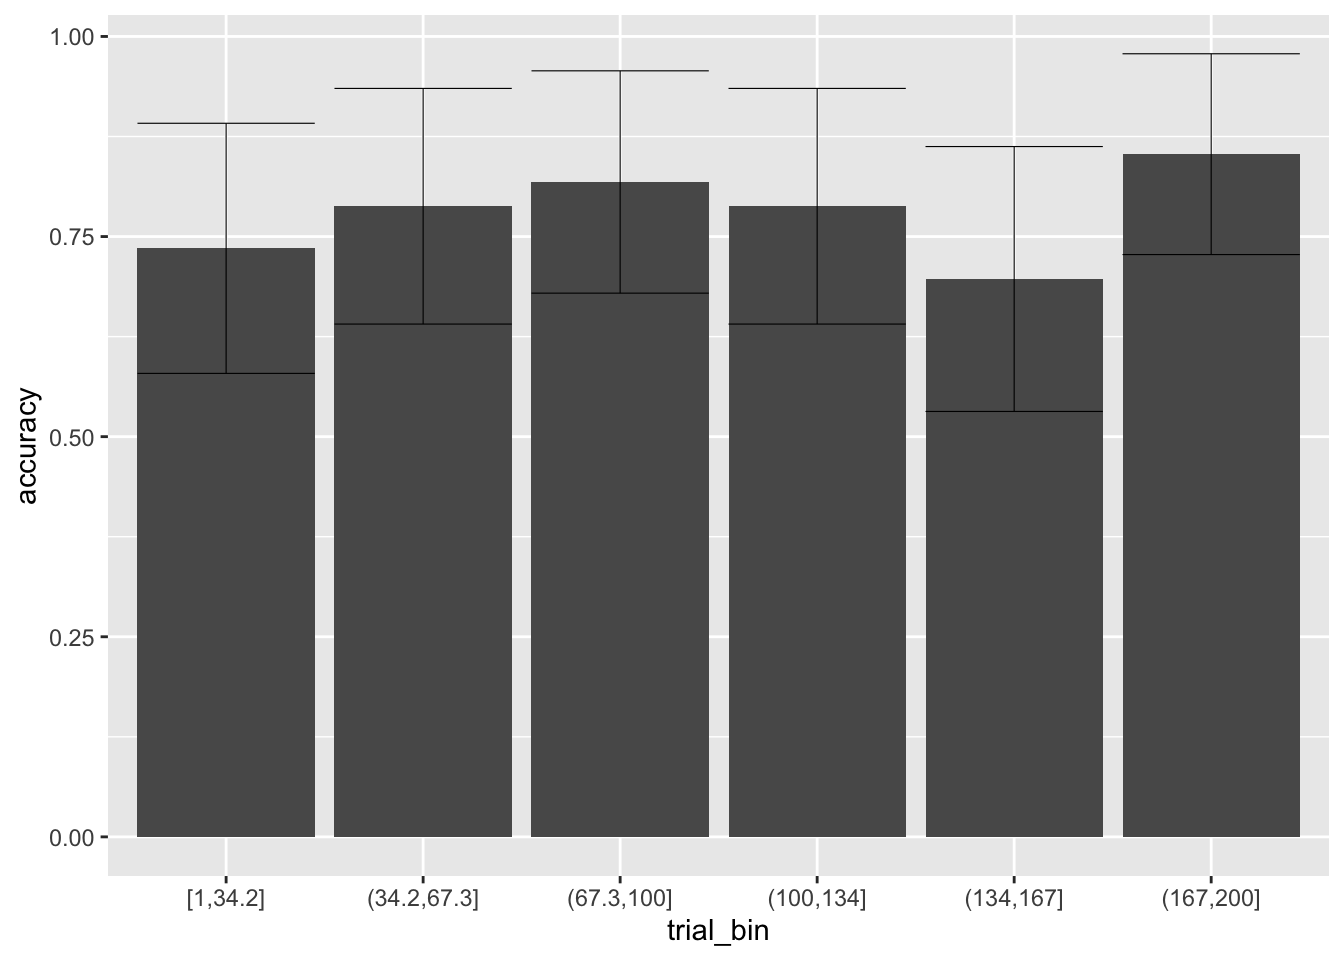 1.00
0.75
0.50
0.25
0.00
accuracy
[1,34.2] (34.2,67.3] (67.3,100] (100,134] (134,167] (167,200]
trial_bin